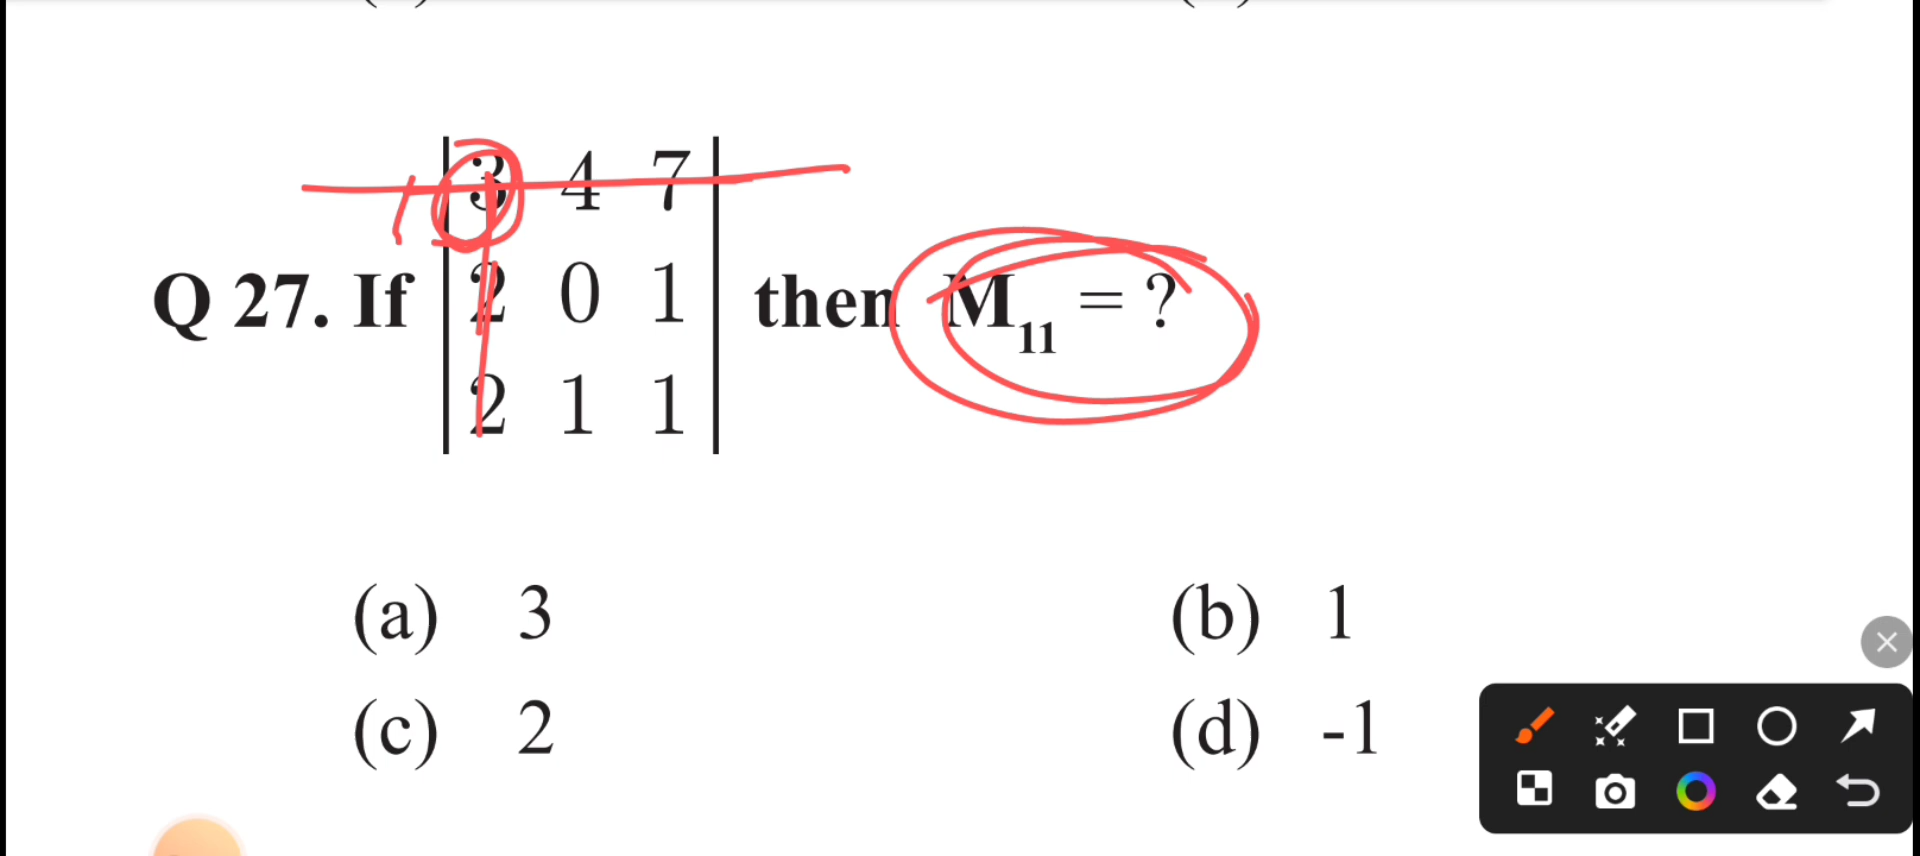 3 4 7
Q 27. If 2 0 1 then M11 = ?
2 1 1
(a) 3 (b) 1
(c) 2 (d) -1